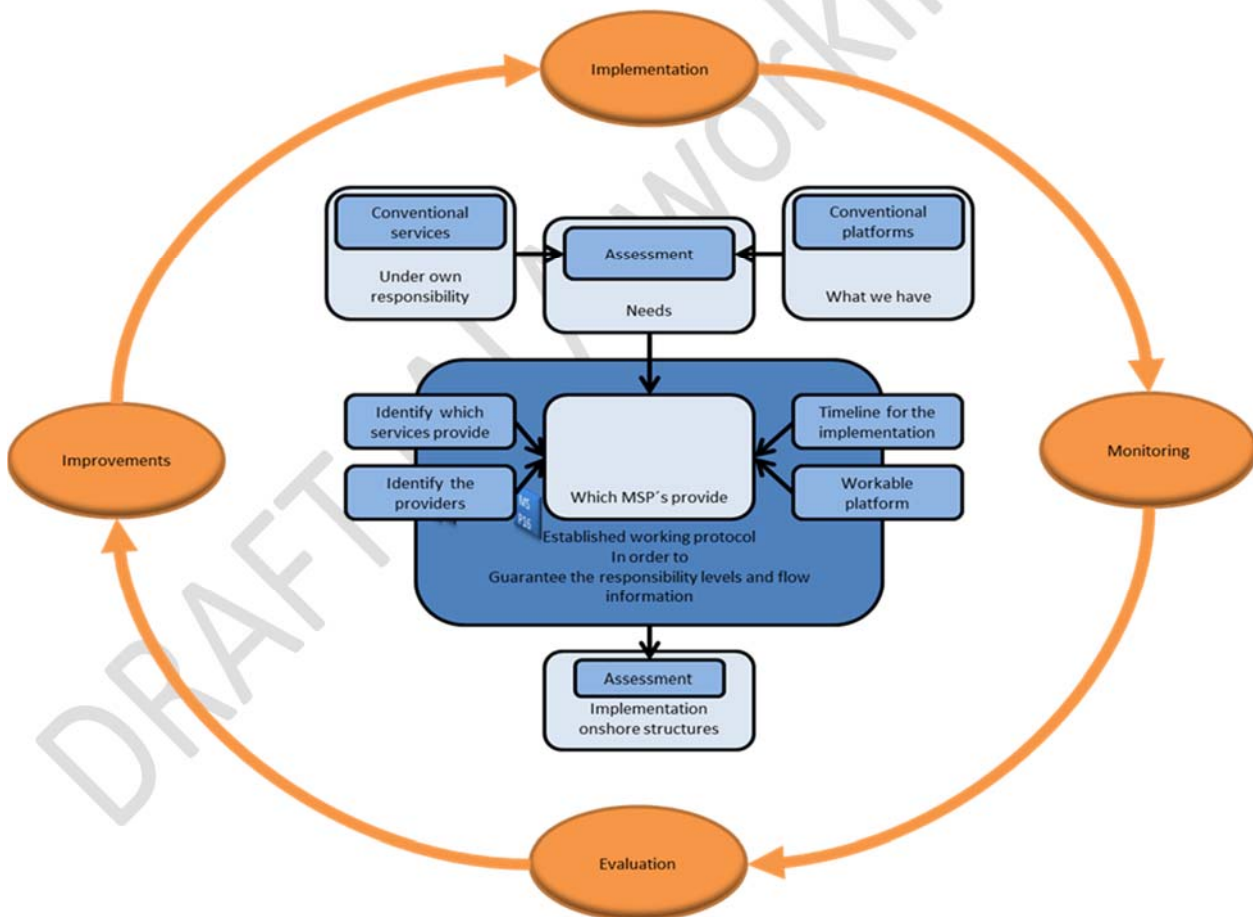 Implementation
Conventional
services
Under own
responsibility
Assessment
Needs
Conventional
platforms
What we have
Identify which
services provide
Identify the
providers
Which MSP´s provide
Timeline for the
implementation
Workable
platform
MS
P16
Established working protocol
In order to
Guarantee the responsibility levels and flow
information
Assessment
Implementation
onshore structures
Improvements
Monitoring
Evaluation
DRAFT